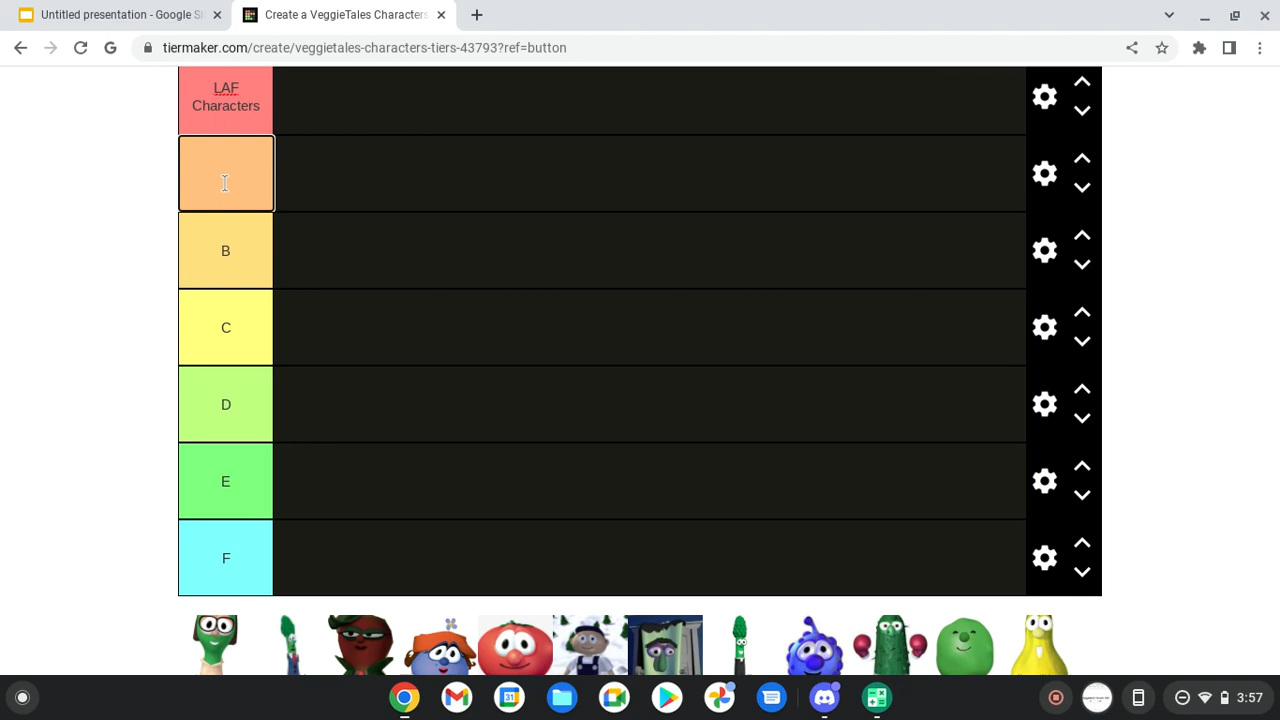 Untitled presentation - Google Sl
Create a VeggieTales Characters
tiermaker.com/create/veggietales-characters-tiers-43793?ref=button
LAF
Characters
B
C
D
E
F
31
3:57